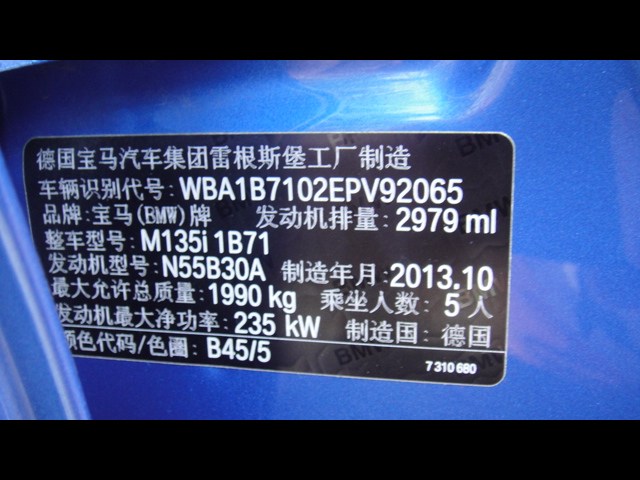 德国宝马汽车集团雷根斯堡工厂制造
车辆识别代号: WBA1B7102EPV92065
品牌: 宝马(BMW)牌 发动机排量: 2979 ml
整车型号: M135i 1B71
发动机型号: N55B30A 制造年月: 2013.10
最大允许总质量: 1990 kg 乘坐人数: 5人
发动机最大净功率: 235 kW 制造国: 德国
颜色代码/色圈: B45/5
7 310 680